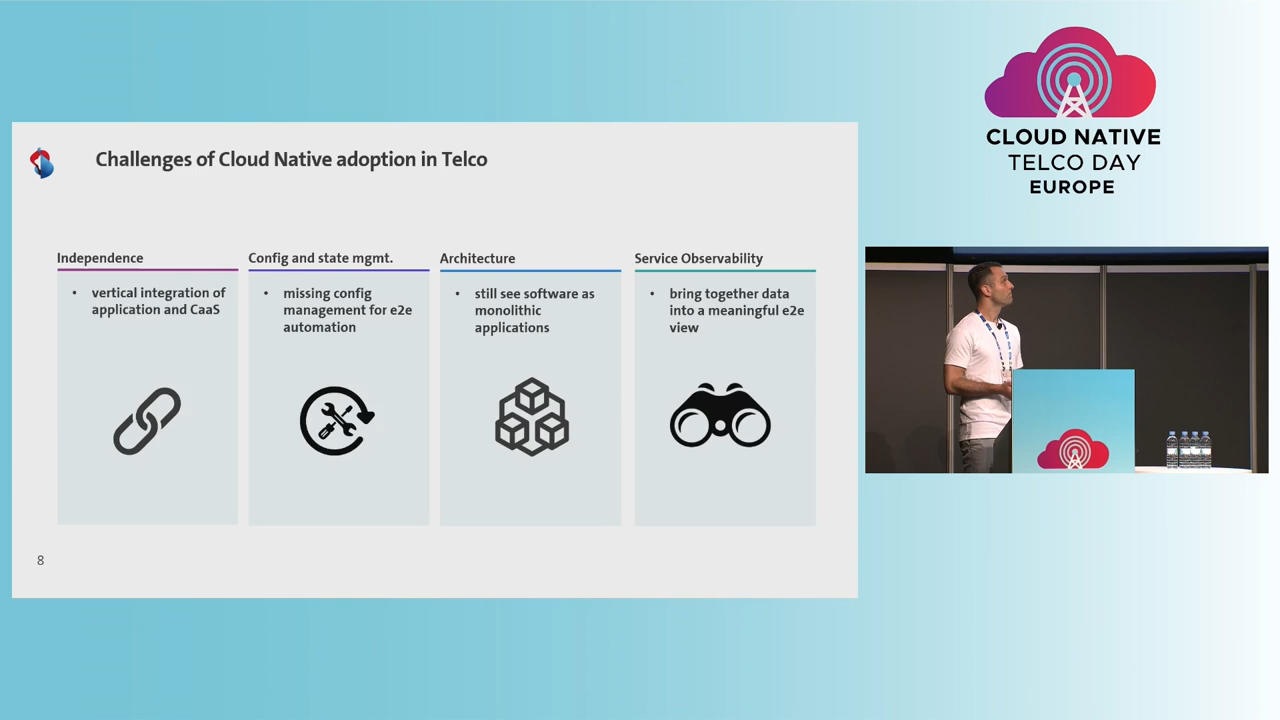 CLOUD NATIVE
TELCO DAY
EUROPE
Challenges of Cloud Native adoption in Telco
Independence
• vertical integration of
application and CaaS
Config and state mgmt.
• missing config
management for e2e
automation
Architecture
• still see software as
monolithic
applications
Service Observability
• bring together data
into a meaningful e2e
view
8